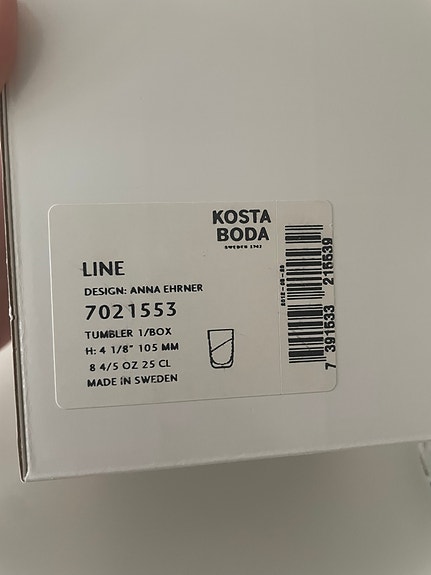 KOSTA
BODA
SWEDEN 1742
LINE
DESIGN: ANNA EHRNER
7021553
TUMBLER 1/BOX
H: 4 1/8" 105 MM
8 4/5 OZ 25 CL
MADE IN SWEDEN
7 391533 215539